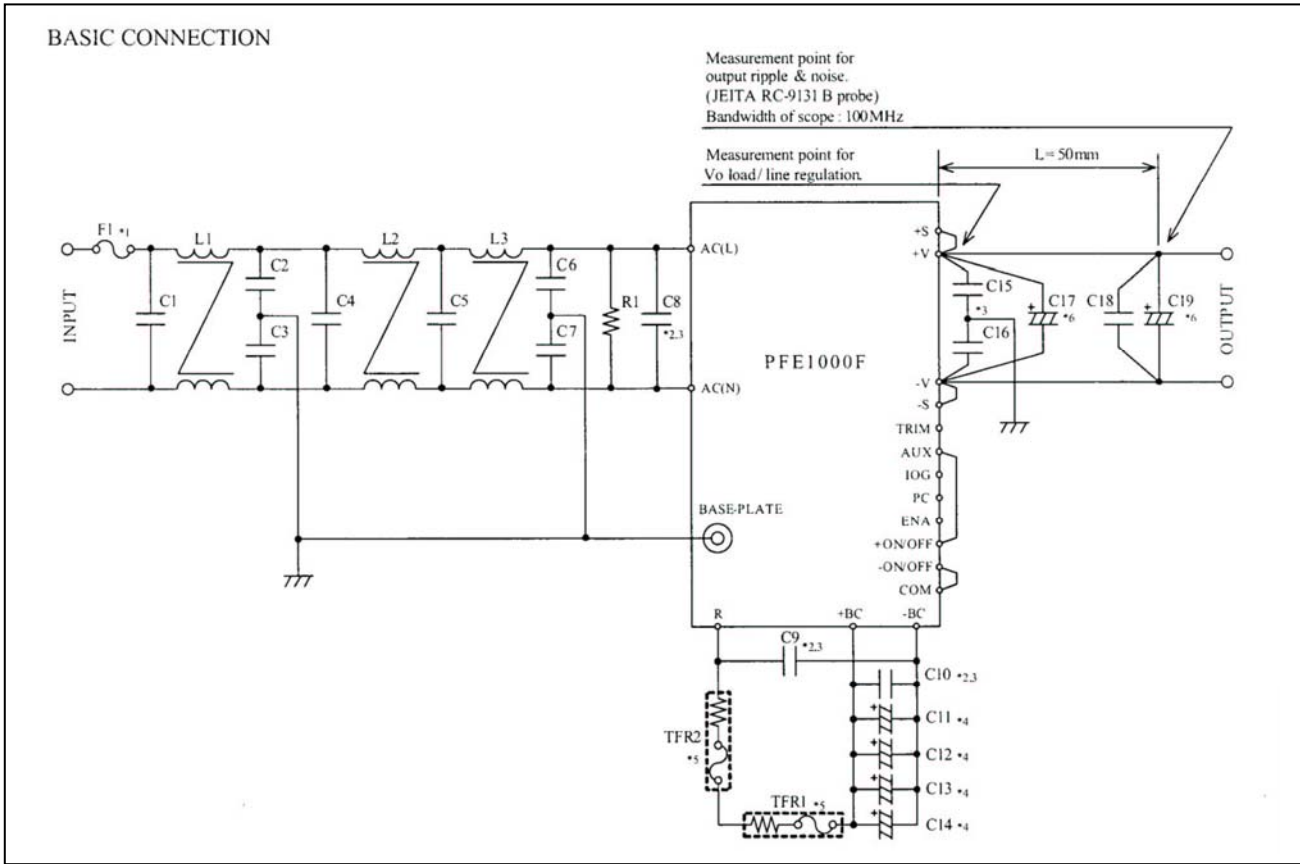 BASIC CONNECTION
Measurement point for
output ripple & noise.
(JEITA RC-9131 B probe)
Bandwidth of scope : 100MHz
Measurement point for
Vo load/ line regulation.
L= 50mm
F1 *1
L1
L2
L3
C1
C2
C3
C4
C5
C6
C7
R1
C8
*2,3
INPUT
AC(L)
AC(N)
PFE1000F
BASE-PLATE
+S
+V
-V
-S
TRIM
AUX
IOG
PC
ENA
+ON/OFF
-ON/OFF
COM
C15
*3
C16
+
C17
*6
C18
+
C19
*6
OUTPUT
R
+BC
-BC
C9 *2,3
C10 *2,3
+
C11 *4
+
C12 *4
+
C13 *4
+
C14 *4
TFR2
*5
TFR1 *5